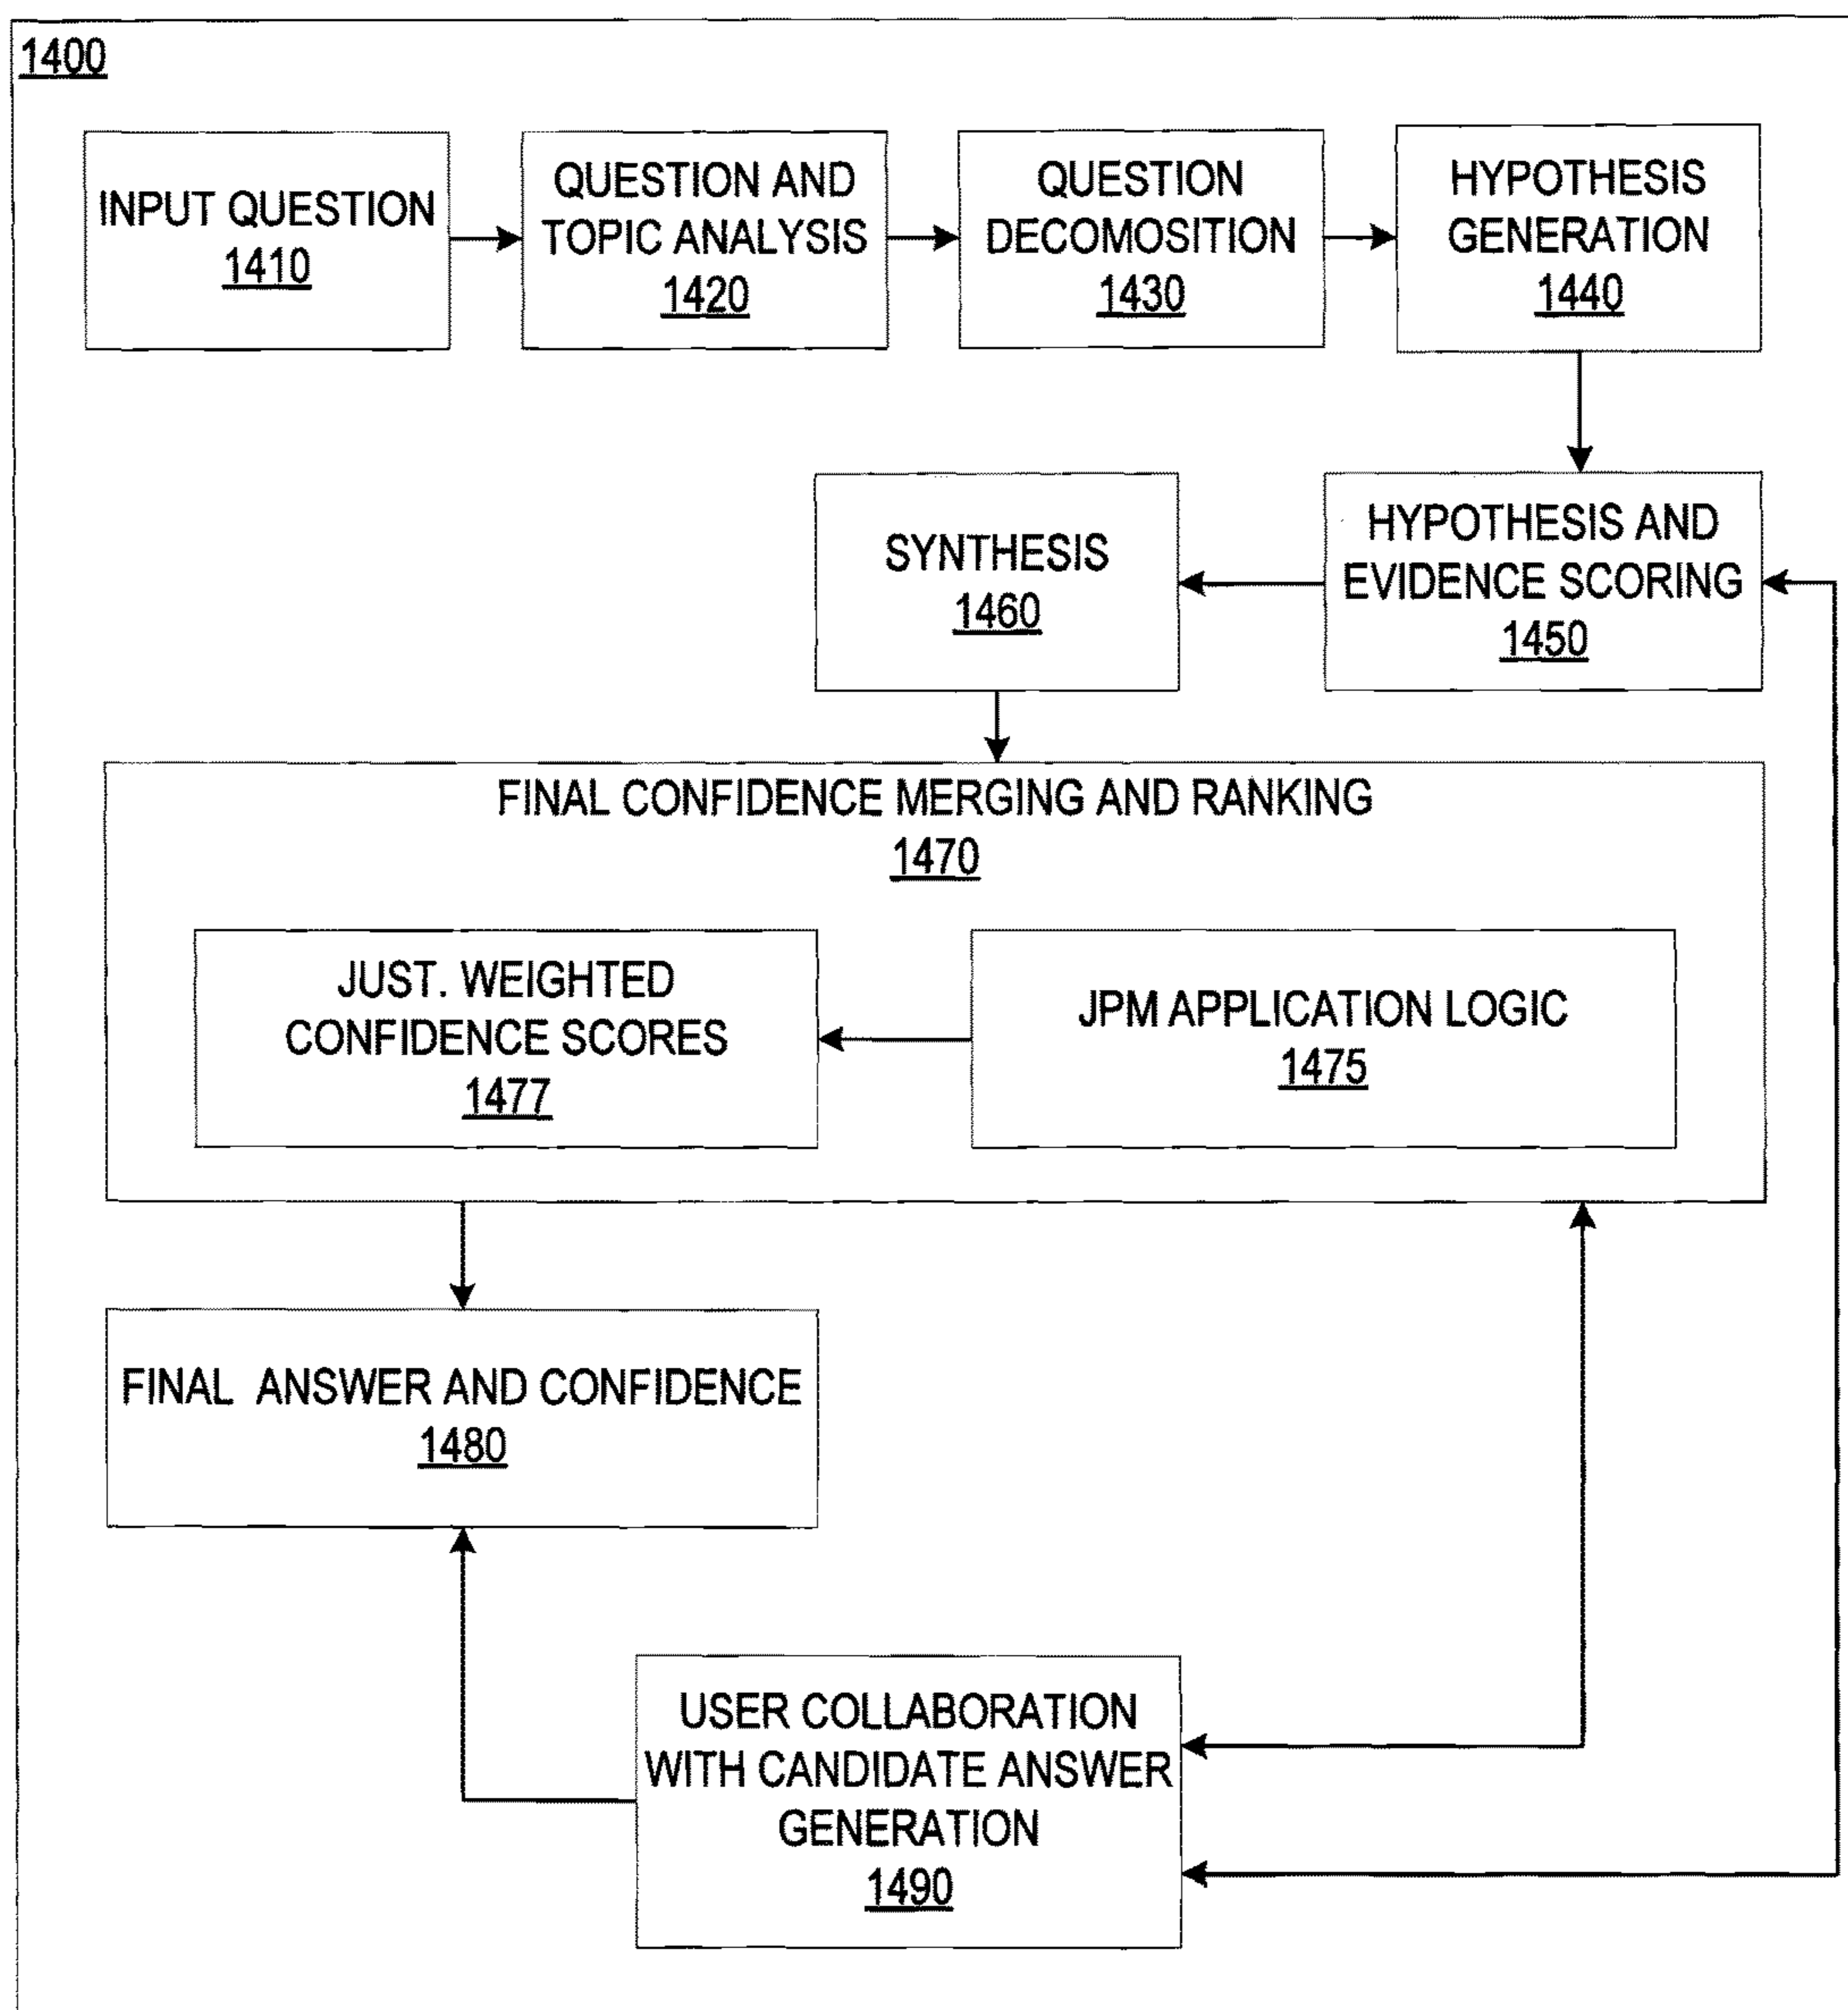 1400
INPUT QUESTION
1410
QUESTION AND
TOPIC ANALYSIS
1420
QUESTION
DECOMOSITION
1430
HYPOTHESIS
GENERATION
1440
SYNTHESIS
1460
HYPOTHESIS AND
EVIDENCE SCORING
1450
FINAL CONFIDENCE MERGING AND RANKING
1470
JUST. WEIGHTED
CONFIDENCE SCORES
1477
JPM APPLICATION LOGIC
1475
FINAL ANSWER AND CONFIDENCE
1480
USER COLLABORATION
WITH CANDIDATE ANSWER
GENERATION
1490